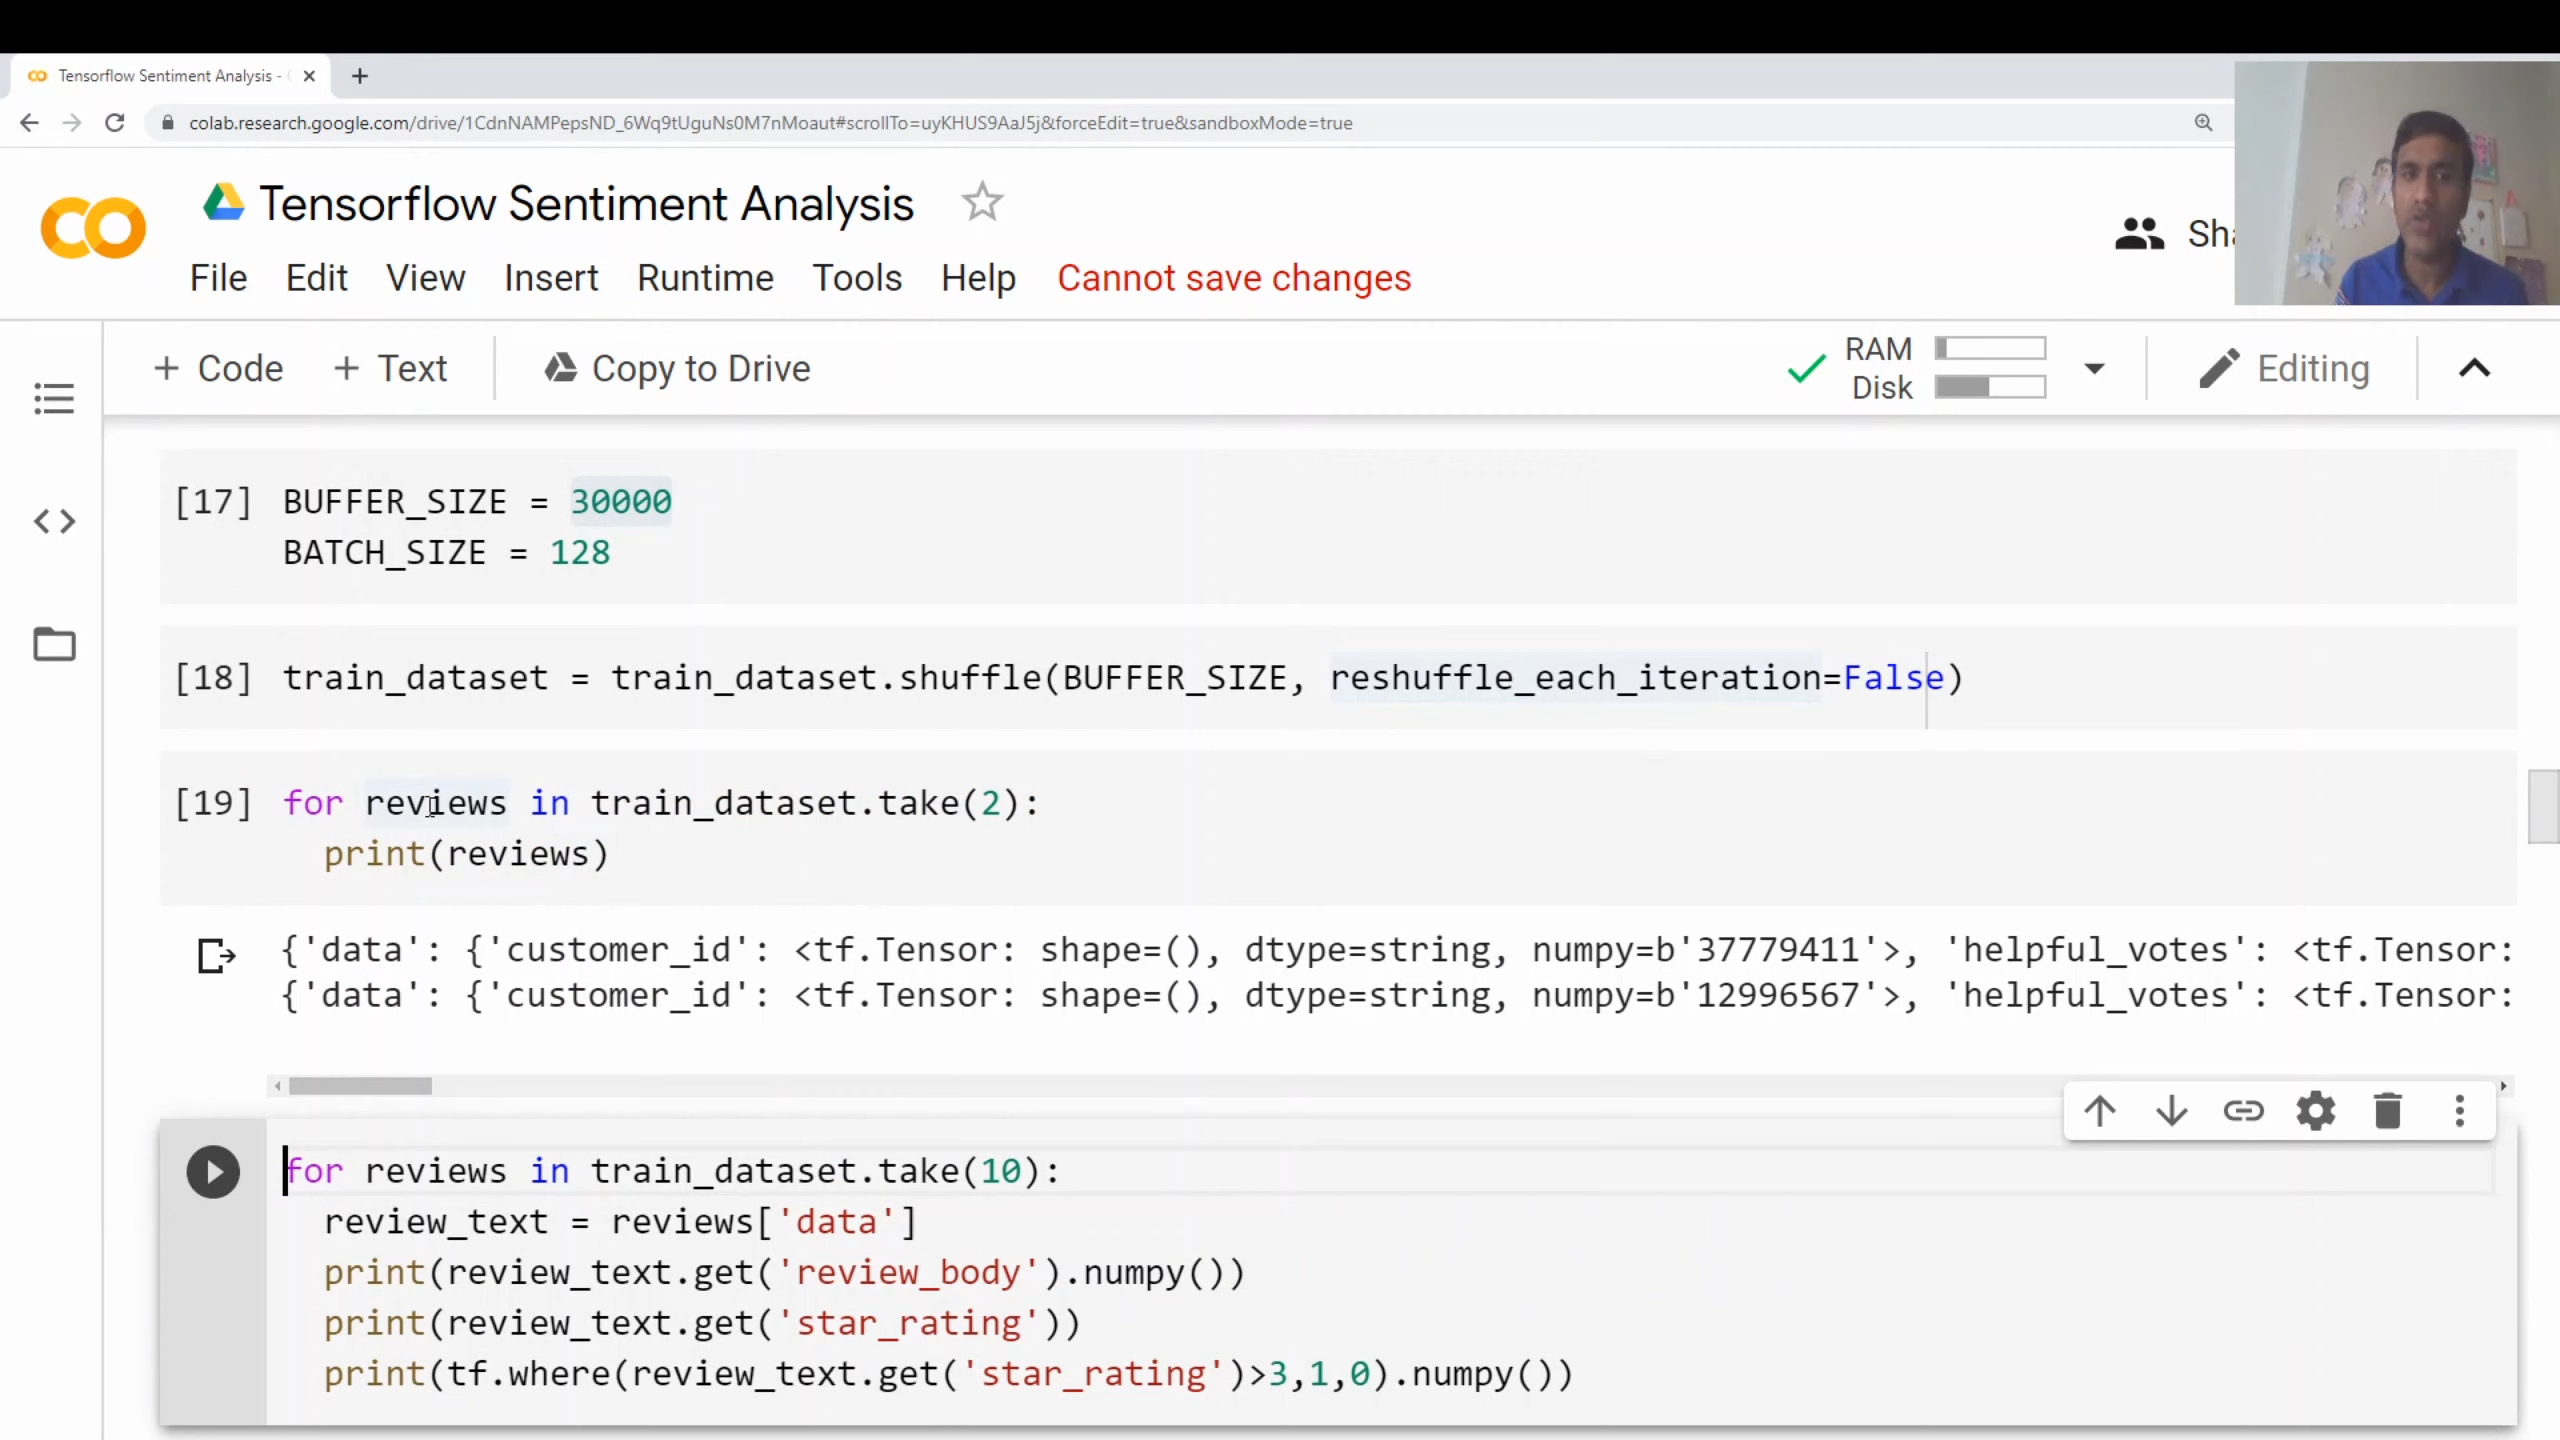 Tensorflow Sentiment Analysis -
colab.research.google.com/drive/1CdnNAMPepsND_6Wq9tUguNs0M7nMoaut#scrollTo=uyKHUS9AaJ5j&forceEdit=true&sandboxMode=true
Tensorflow Sentiment Analysis
File Edit View Insert Runtime Tools Help Cannot save changes
+ Code + Text Copy to Drive RAM Disk Editing
[17] BUFFER_SIZE = 30000
BATCH_SIZE = 128
[18] train_dataset = train_dataset.shuffle(BUFFER_SIZE, reshuffle_each_iteration=False)
[19] for reviews in train_dataset.take(2):
print(reviews)
{'data': {'customer_id': <tf.Tensor: shape=(), dtype=string, numpy=b'37779411'>, 'helpful_votes': <tf.Tensor:
{'data': {'customer_id': <tf.Tensor: shape=(), dtype=string, numpy=b'12996567'>, 'helpful_votes': <tf.Tensor:
for reviews in train_dataset.take(10):
review_text = reviews['data']
print(review_text.get('review_body').numpy())
print(review_text.get('star_rating'))
print(tf.where(review_text.get('star_rating')>3,1,0).numpy())